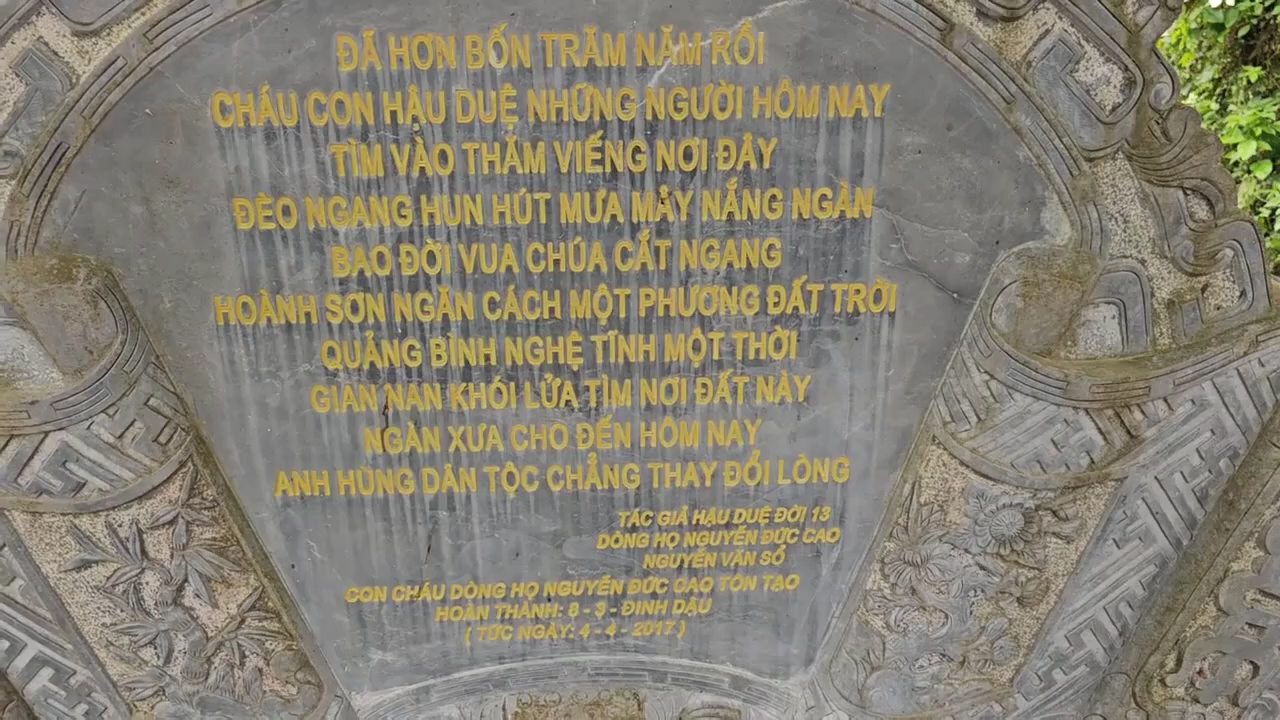 ĐÃ HƠN BỐN TRĂM NĂM RỒI
CHÁU CON HẬU DUỆ NHỮNG NGƯỜI HÔM NAY
TÌM VÀO THĂM VIẾNG NƠI ĐÂY
ĐÈO NGANG HUN HÚT MƯA MÂY NẮNG NGÀN
BAO ĐỜI VUA CHÚA CẮT NGANG
HOÀNH SƠN NGĂN CÁCH MỘT PHƯƠNG ĐẤT TRỜI
QUẢNG BÌNH NGHỆ TĨNH MỘT THỜI
GIAN NAN KHÓI LỬA TÌM NƠI ĐẤT NÀY
NGÀN XƯA CHO ĐẾN HÔM NAY
ANH HÙNG DÂN TỘC CHẲNG THAY ĐỔI LÒNG
TÁC GIẢ HẬU DUỆ ĐỜI 13
DÒNG HỌ NGUYỄN ĐỨC CAO
NGUYỄN VĂN SỔ
CON CHÁU DÒNG HỌ NGUYỄN ĐỨC CAO TÔN TẠO
HOÀN THÀNH: 8 - 3 - ĐINH DẬU
( TỨC NGÀY: 4 - 4 - 2017 )